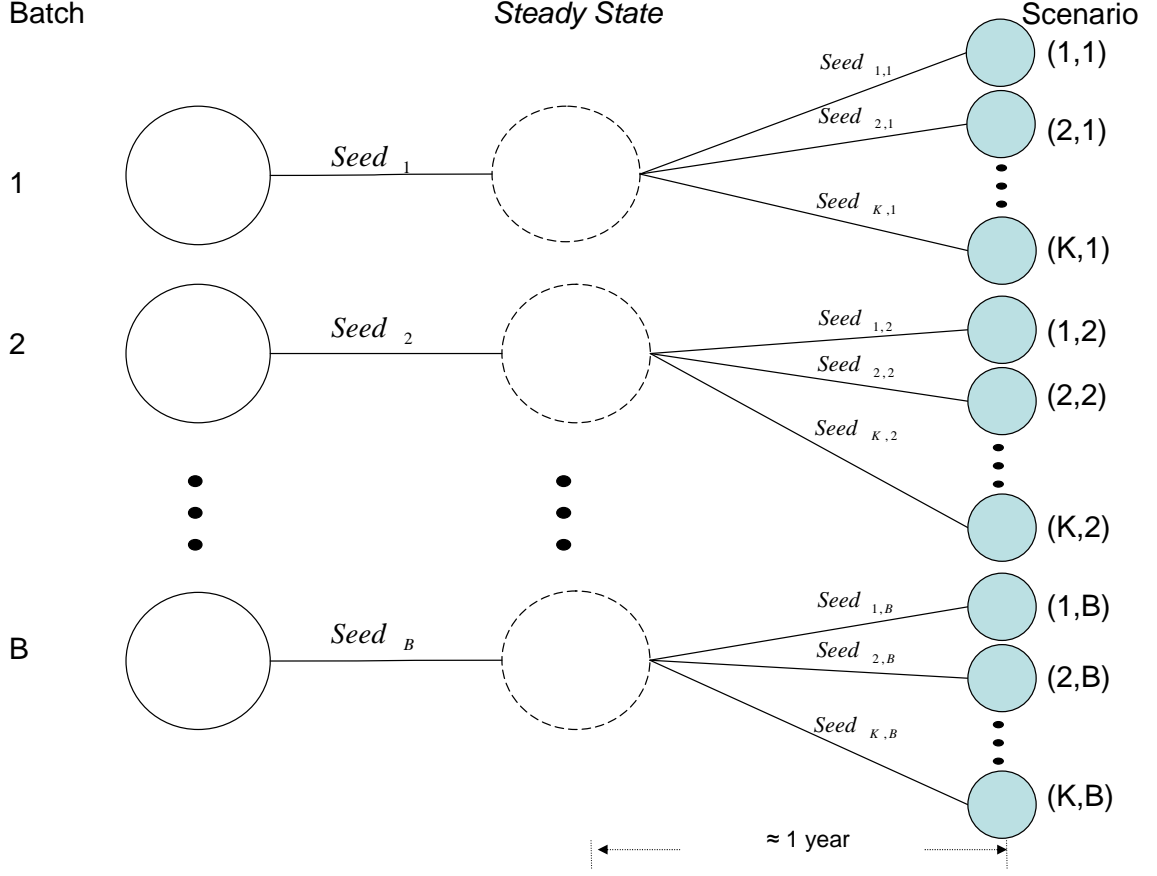 Batch
Steady State
Scenario
Seed 1,1
(1,1)
Seed 2,1
(2,1)
1
Seed 1
Seed K,1
(K,1)
2
Seed 2
Seed 1,2
(1,2)
Seed 2,2
(2,2)
Seed K,2
(K,2)
B
Seed B
Seed 1,B
(1,B)
Seed 2,B
(2,B)
Seed K,B
(K,B)
≈ 1 year